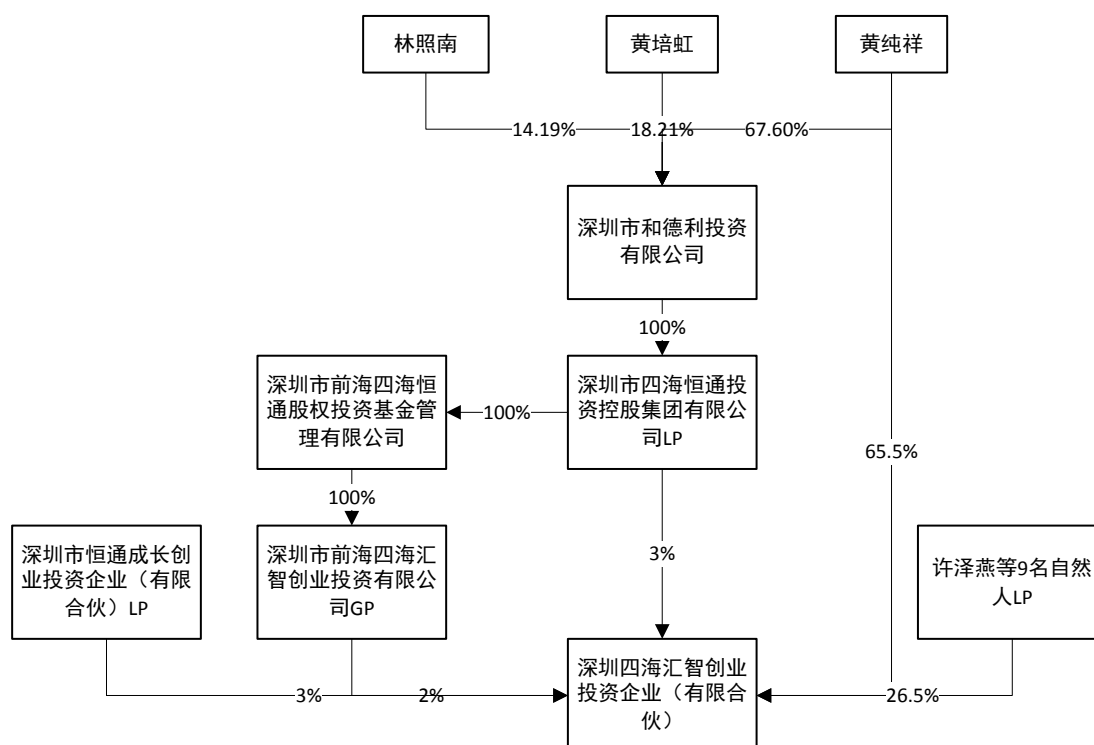 林照南
黄培虹
黄纯祥
14.19%
18.21%
67.60%
深圳市和德利投资
有限公司
100%
深圳市前海四海恒
通股权投资基金管
理有限公司
100%
深圳市四海恒通投
资控股集团有限公
司LP
65.5%
100%
深圳市恒通成长创
业投资企业（有限
合伙）LP
深圳市前海四海汇
智创业投资有限公
司GP
3%
许泽燕等9名自然
人LP
深圳四海汇智创业
投资企业（有限合
伙）
3%
2%
26.5%